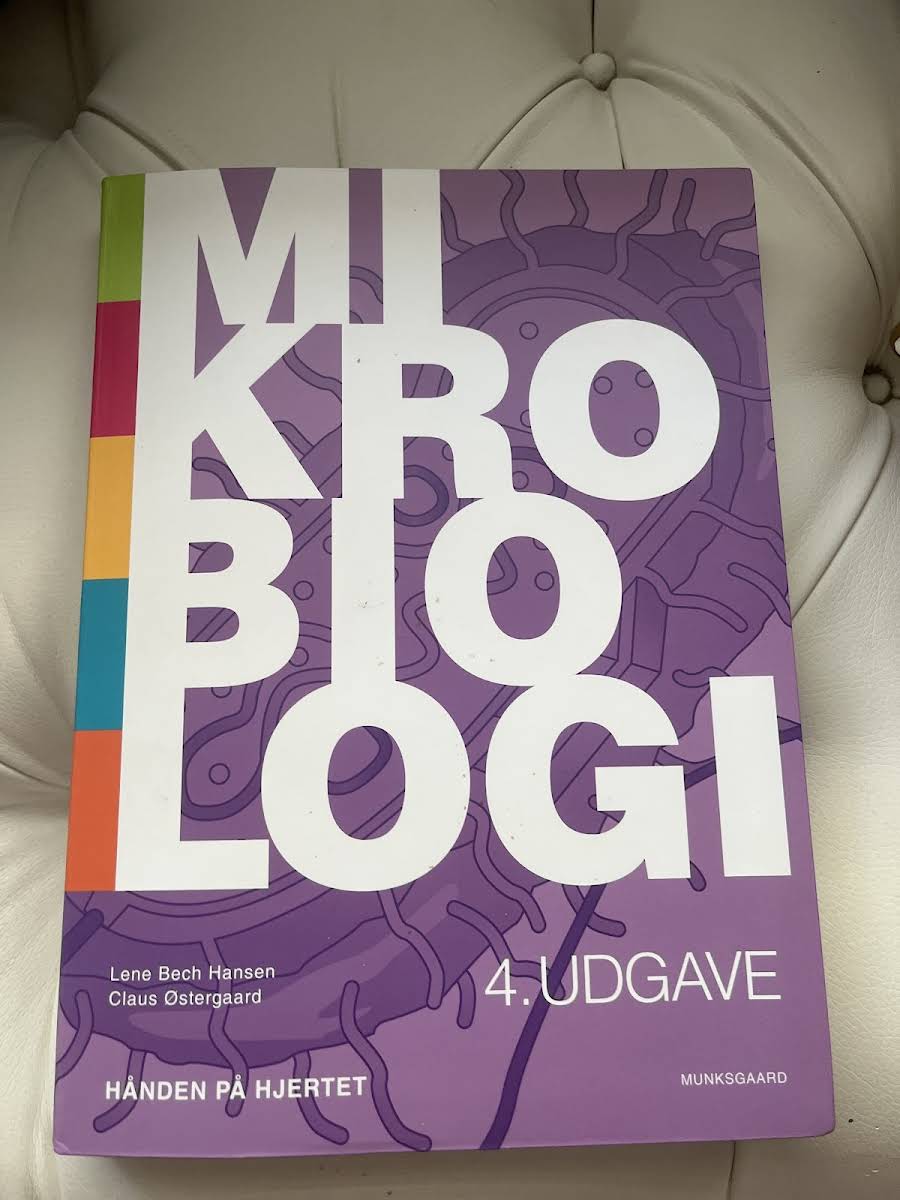 MI
KRO
BIO
LOGI
Lene Bech Hansen
Claus Østergaard
4. UDGAVE
HÅNDEN PÅ HJERTET
MUNKSGAARD